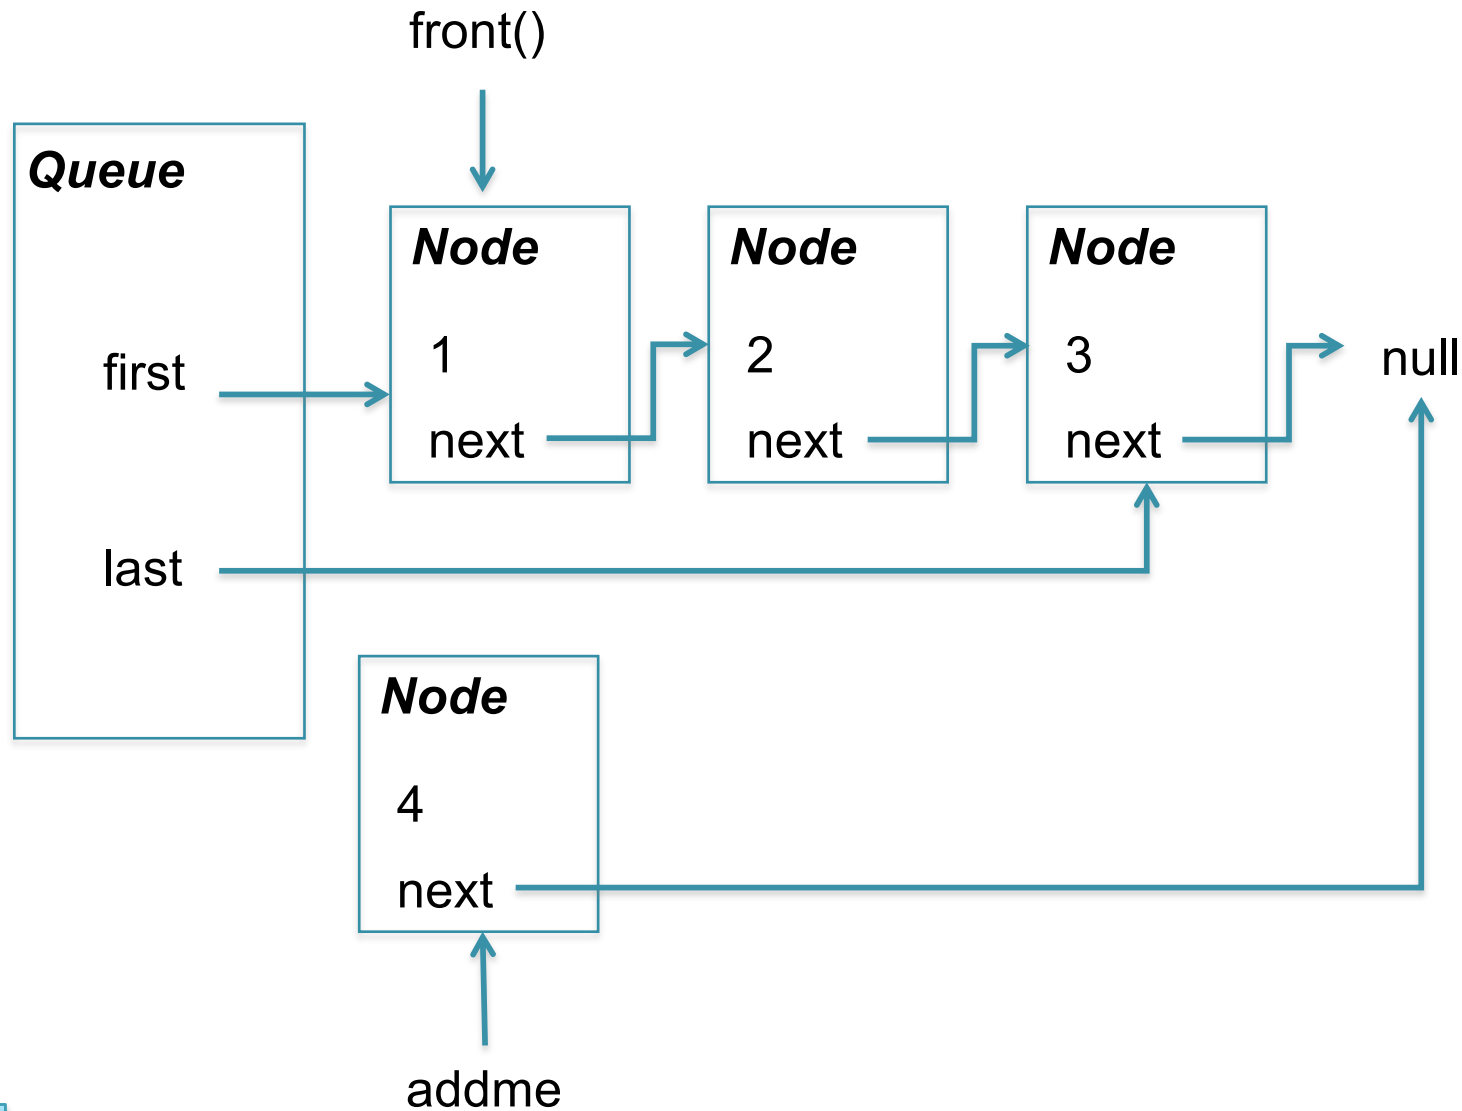 front()
Queue
first
last
Node
1
next
Node
2
next
Node
3
next
null
Node
4
next
addme